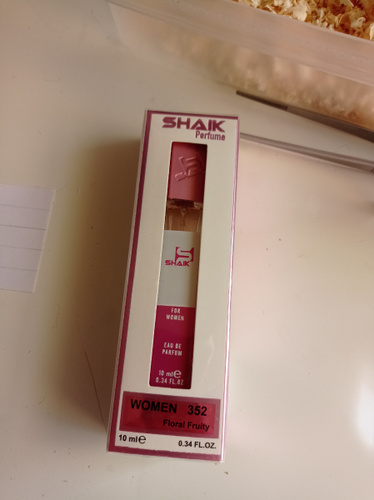 SHAIK
Perfume
SHAIK
FOR
WOMEN
EAU DE
PARFUM
10 ml e
0.34 FL.OZ
WOMEN 352
Floral Fruity
10 ml e 0.34 FL.OZ.